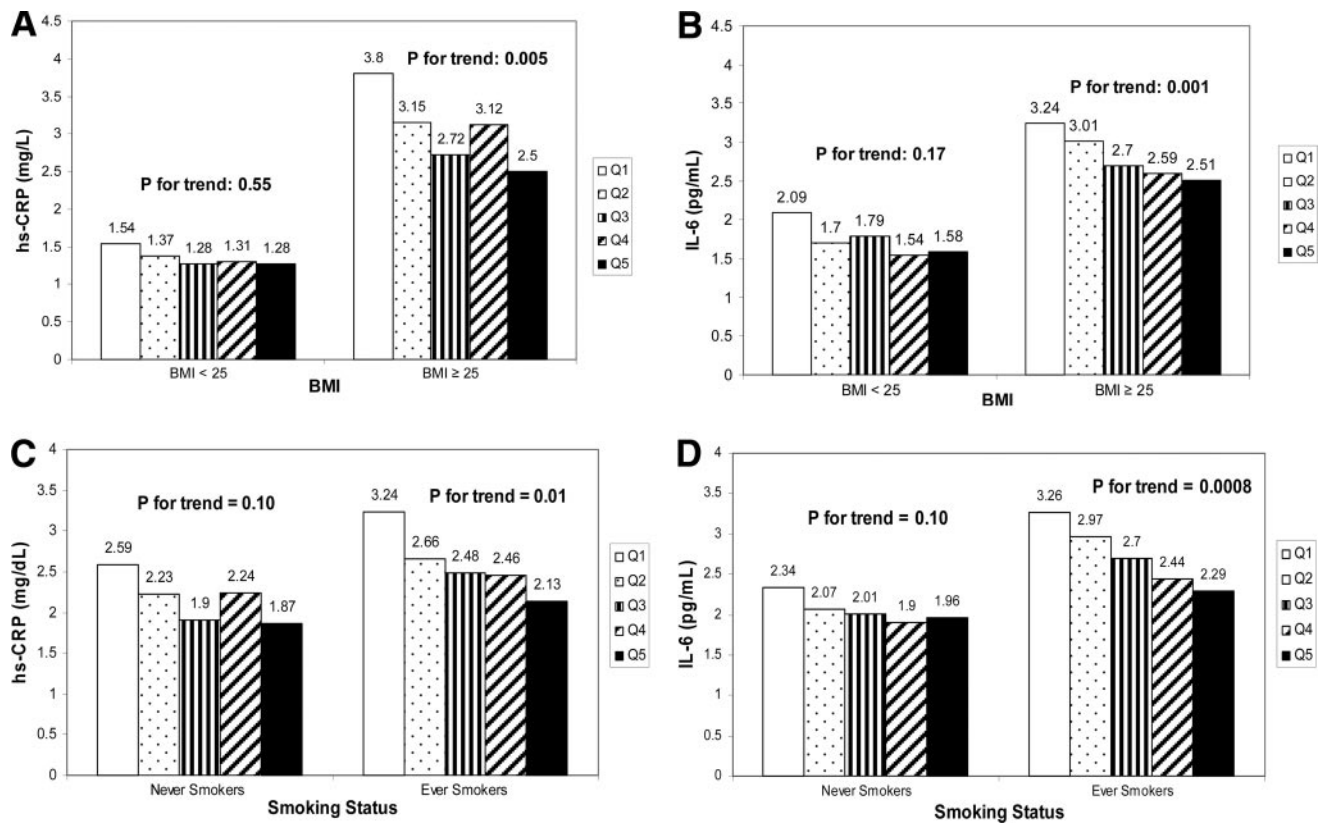 A
4.5
4
3.5
3
2.5
2
1.5
1
0.5
0
hs-CRP (mg/L)
P for trend: 0.55
1.54
1.37
1.28
1.31
1.28
P for trend: 0.005
3.8
3.15
2.72
3.12
2.5
BMI < 25
BMI ≥ 25
BMI
Q1
Q2
Q3
Q4
Q5
B
4.5
4
3.5
3
2.5
2
1.5
1
0.5
0
IL-6 (pg/mL)
P for trend: 0.17
2.09
1.7
1.79
1.54
1.58
P for trend: 0.001
3.24
3.01
2.7
2.59
2.51
BMI < 25
BMI ≥ 25
BMI
Q1
Q2
Q3
Q4
Q5
C
4
3.5
3
2.5
2
1.5
1
0.5
0
hs-CRP (mg/dL)
P for trend = 0.10
2.59
2.23
1.9
2.24
1.87
P for trend = 0.01
3.24
2.66
2.48
2.46
2.13
Never Smokers
Ever Smokers
Smoking Status
Q1
Q2
Q3
Q4
Q5
D
4
3.5
3
2.5
2
1.5
1
0.5
0
IL-6 (pg/mL)
P for trend = 0.10
2.34
2.07
2.01
1.9
1.96
P for trend = 0.0008
3.26
2.97
2.7
2.44
2.29
Never Smokers
Ever Smokers
Smoking Status
Q1
Q2
Q3
Q4
Q5